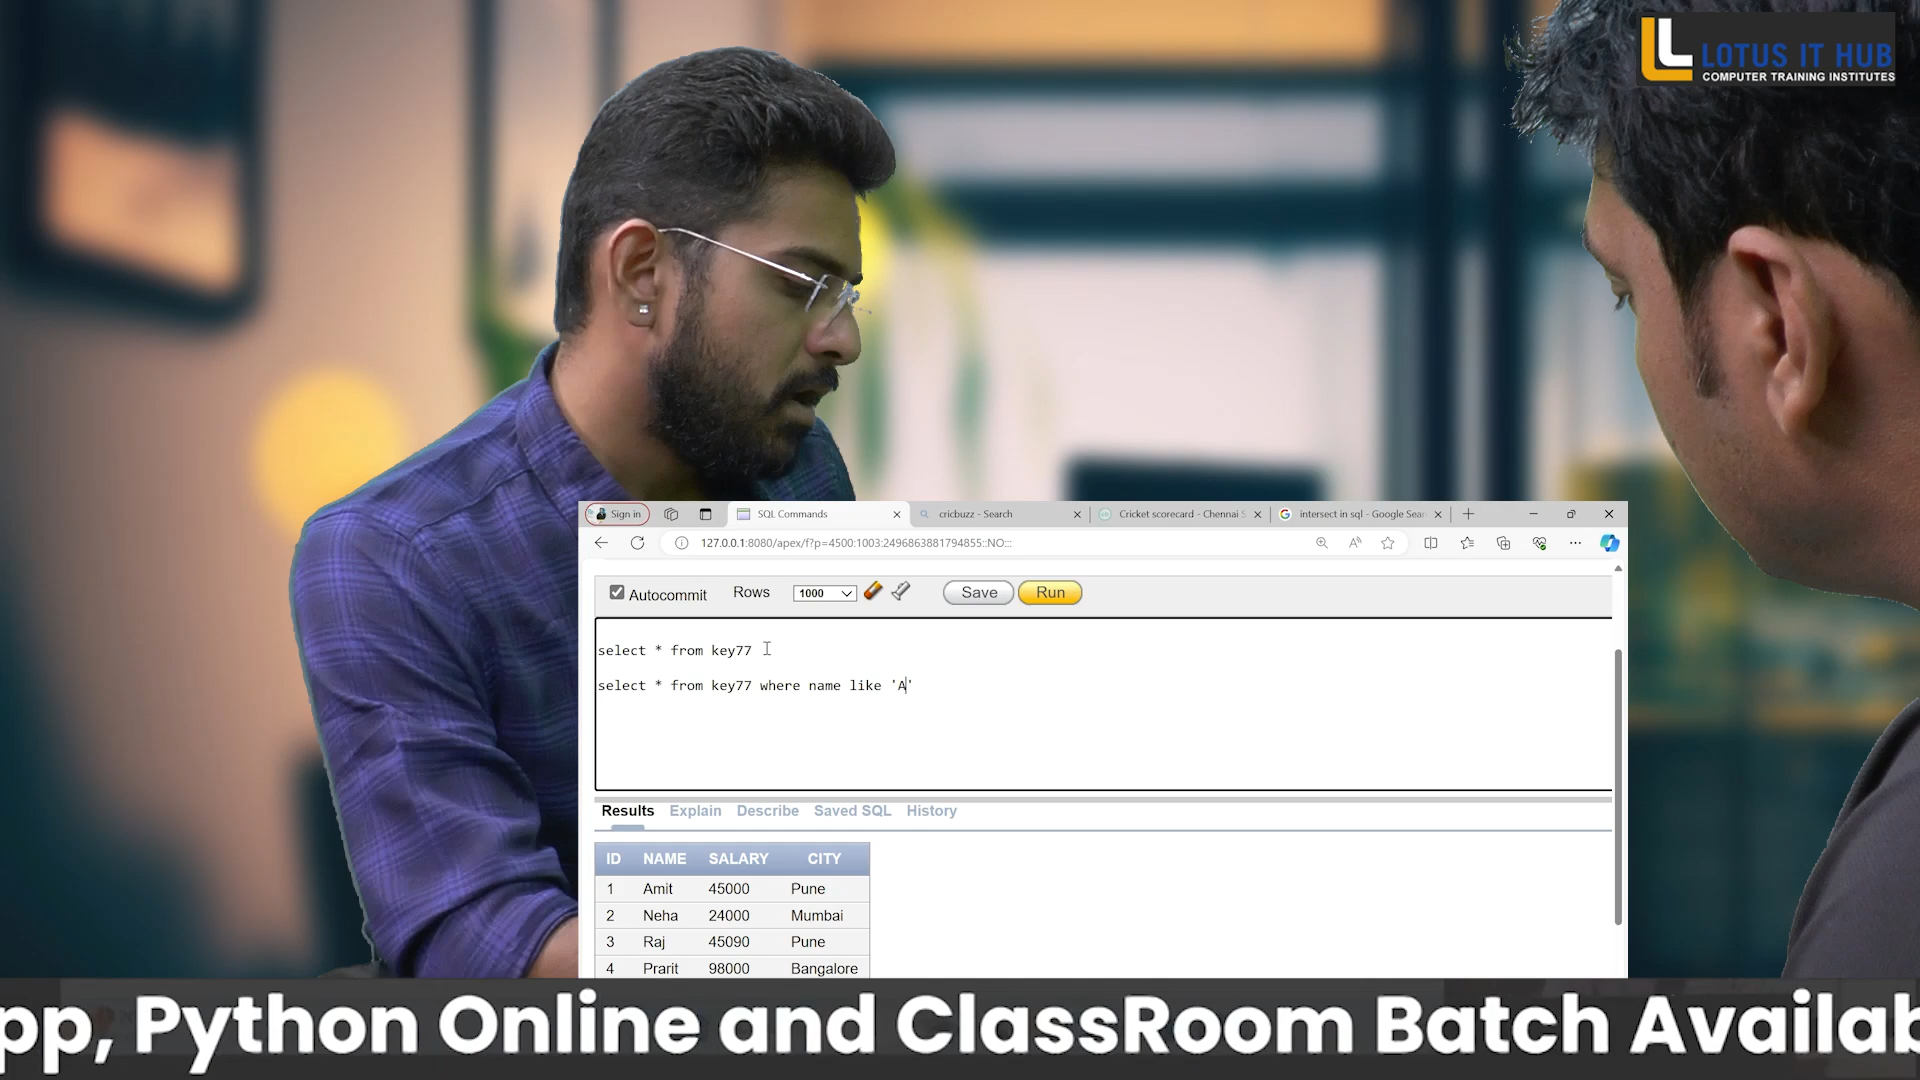 LOTUS IT HUB
COMPUTER TRAINING INSTITUTES
Sign in
SQL Commands
cricbuzz - Search
Cricket scorecard - Chennai S
intersect in sql - Google Sear
127.0.0.1:8080/apex/f?p=4500:1003:2496863881794855::NO:::
Autocommit Rows 1000 Save Run
select * from key77
select * from key77 where name like 'A'
Results Explain Describe Saved SQL History
ID NAME SALARY CITY
1 Amit 45000 Pune
2 Neha 24000 Mumbai
3 Raj 45090 Pune
4 Prarit 98000 Bangalore
pp, Python Online and ClassRoom Batch Availab